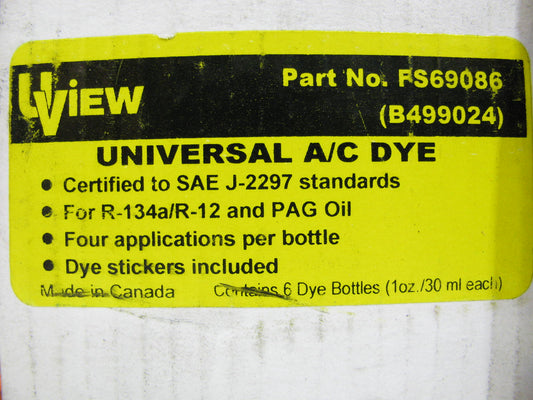 UVIEW
Part No. FS69086
(B499024)
UNIVERSAL A/C DYE
• Certified to SAE J-2297 standards
• For R-134a/R-12 and PAG Oil
• Four applications per bottle
• Dye stickers included
Made in Canada Contains 6 Dye Bottles (1oz./30 ml each)